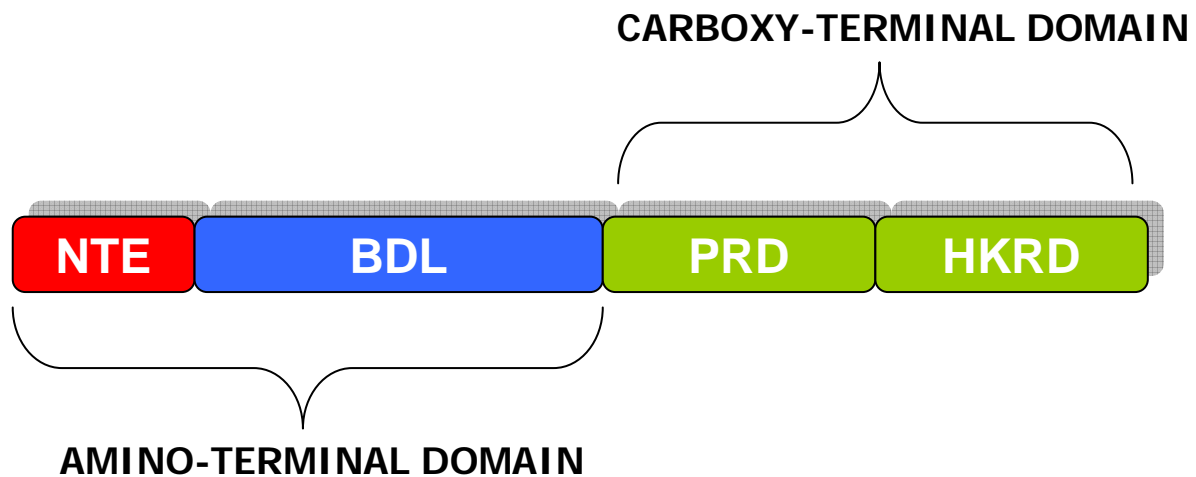 CARBOXY-TERMINAL DOMAIN
NTE BDL PRD HKRD
AMINO-TERMINAL DOMAIN